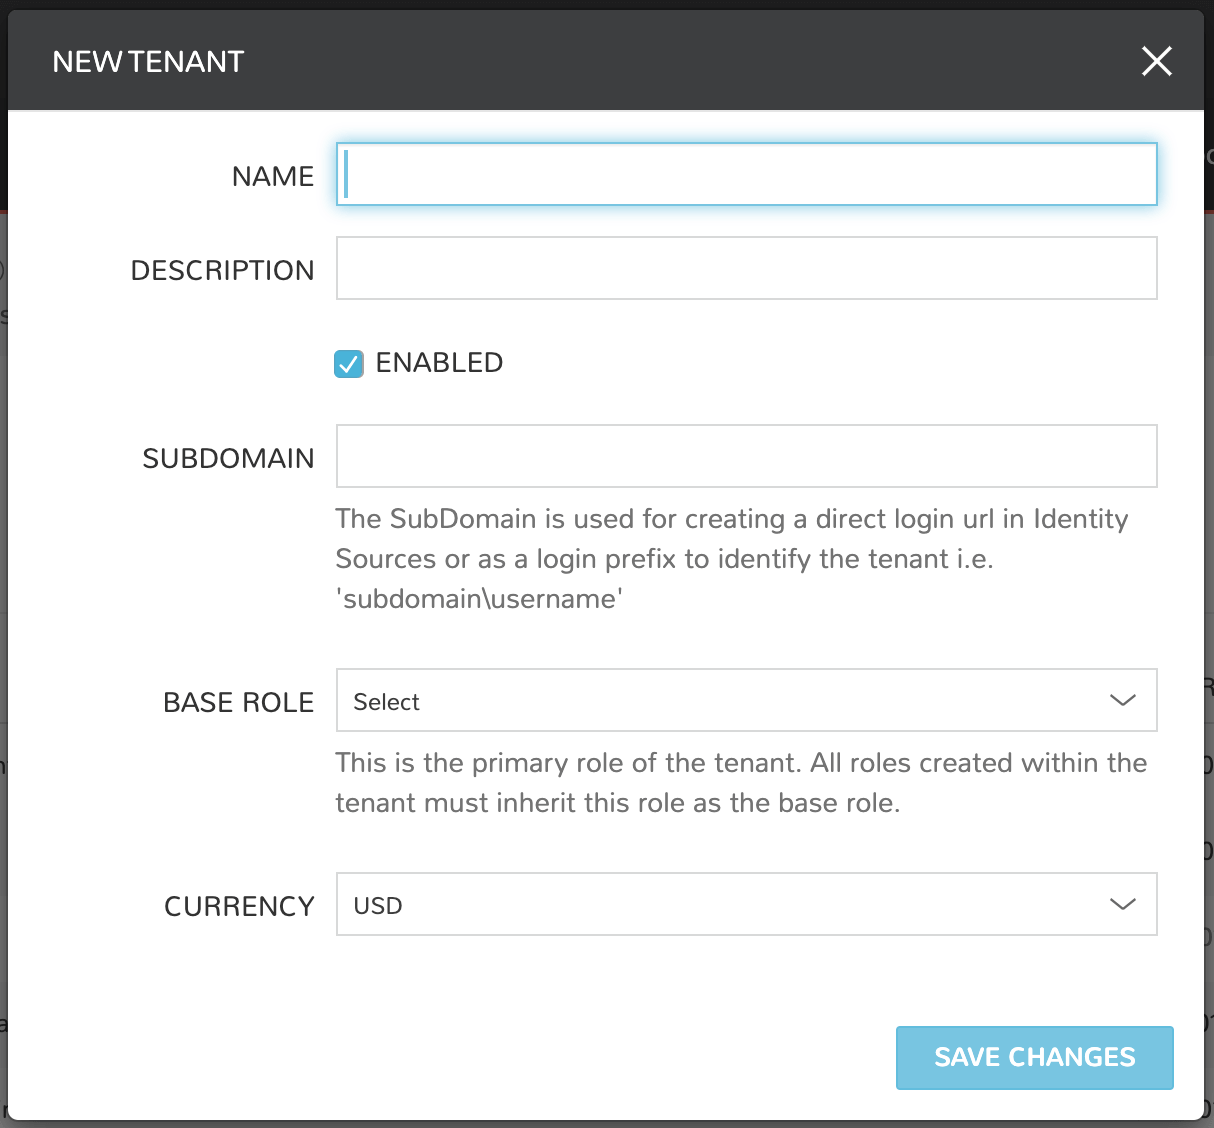 NEW TENANT
NAME
DESCRIPTION
ENABLED
SUBDOMAIN
The SubDomain is used for creating a direct login url in Identity
Sources or as a login prefix to identify the tenant i.e.
'subdomain\username'
BASE ROLE
Select
This is the primary role of the tenant. All roles created within the
tenant must inherit this role as the base role.
CURRENCY
USD
SAVE CHANGES